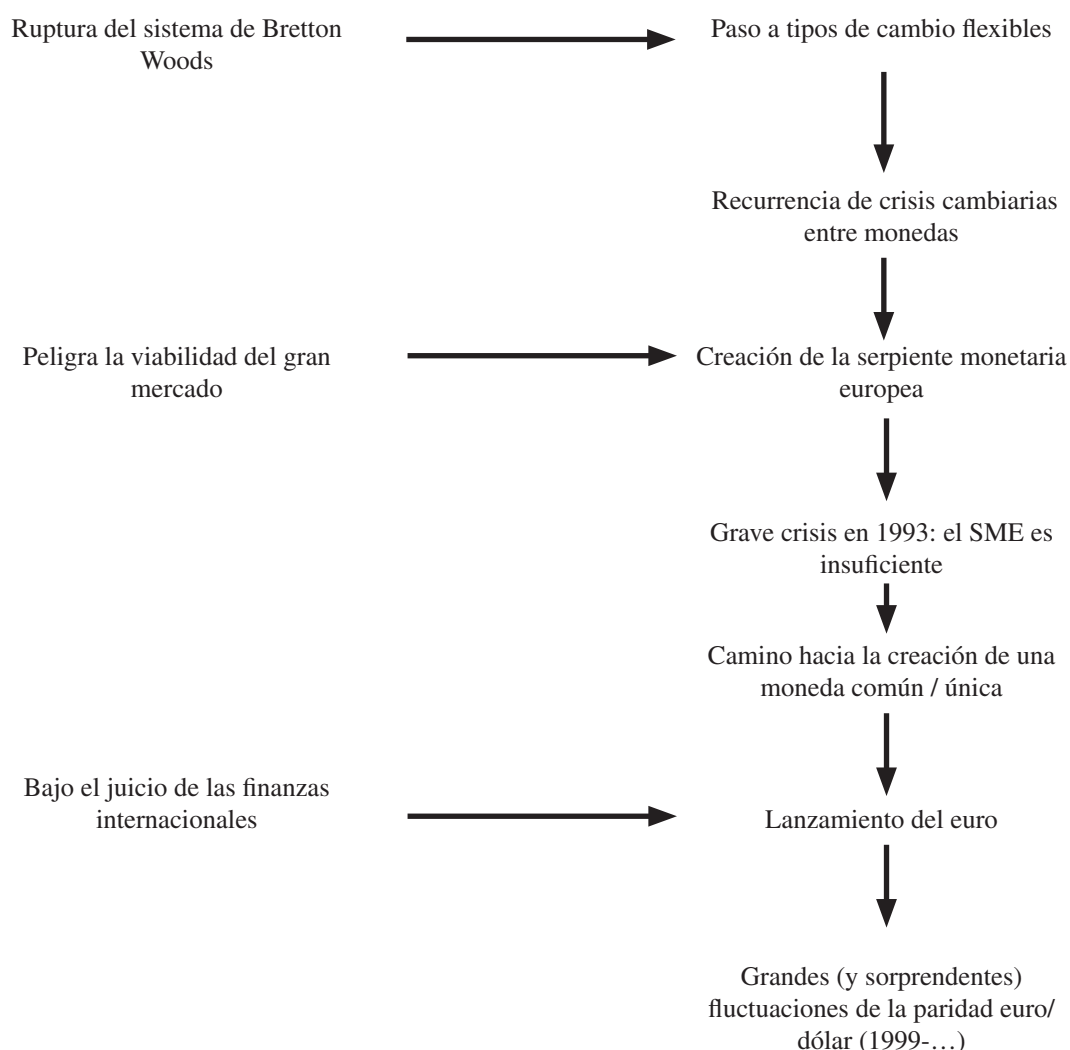 Ruptura del sistema de Bretton
Woods
Paso a tipos de cambio flexibles
Recurrencia de crisis cambiarias
entre monedas
Peligra la viabilidad del gran
mercado
Creación de la serpiente monetaria
europea
Grave crisis en 1993: el SME es
insuficiente
Camino hacia la creación de una
moneda común / única
Bajo el juicio de las finanzas
internacionales
Lanzamiento del euro
Grandes (y sorprendentes)
fluctuaciones de la paridad euro/
dólar (1999-…)